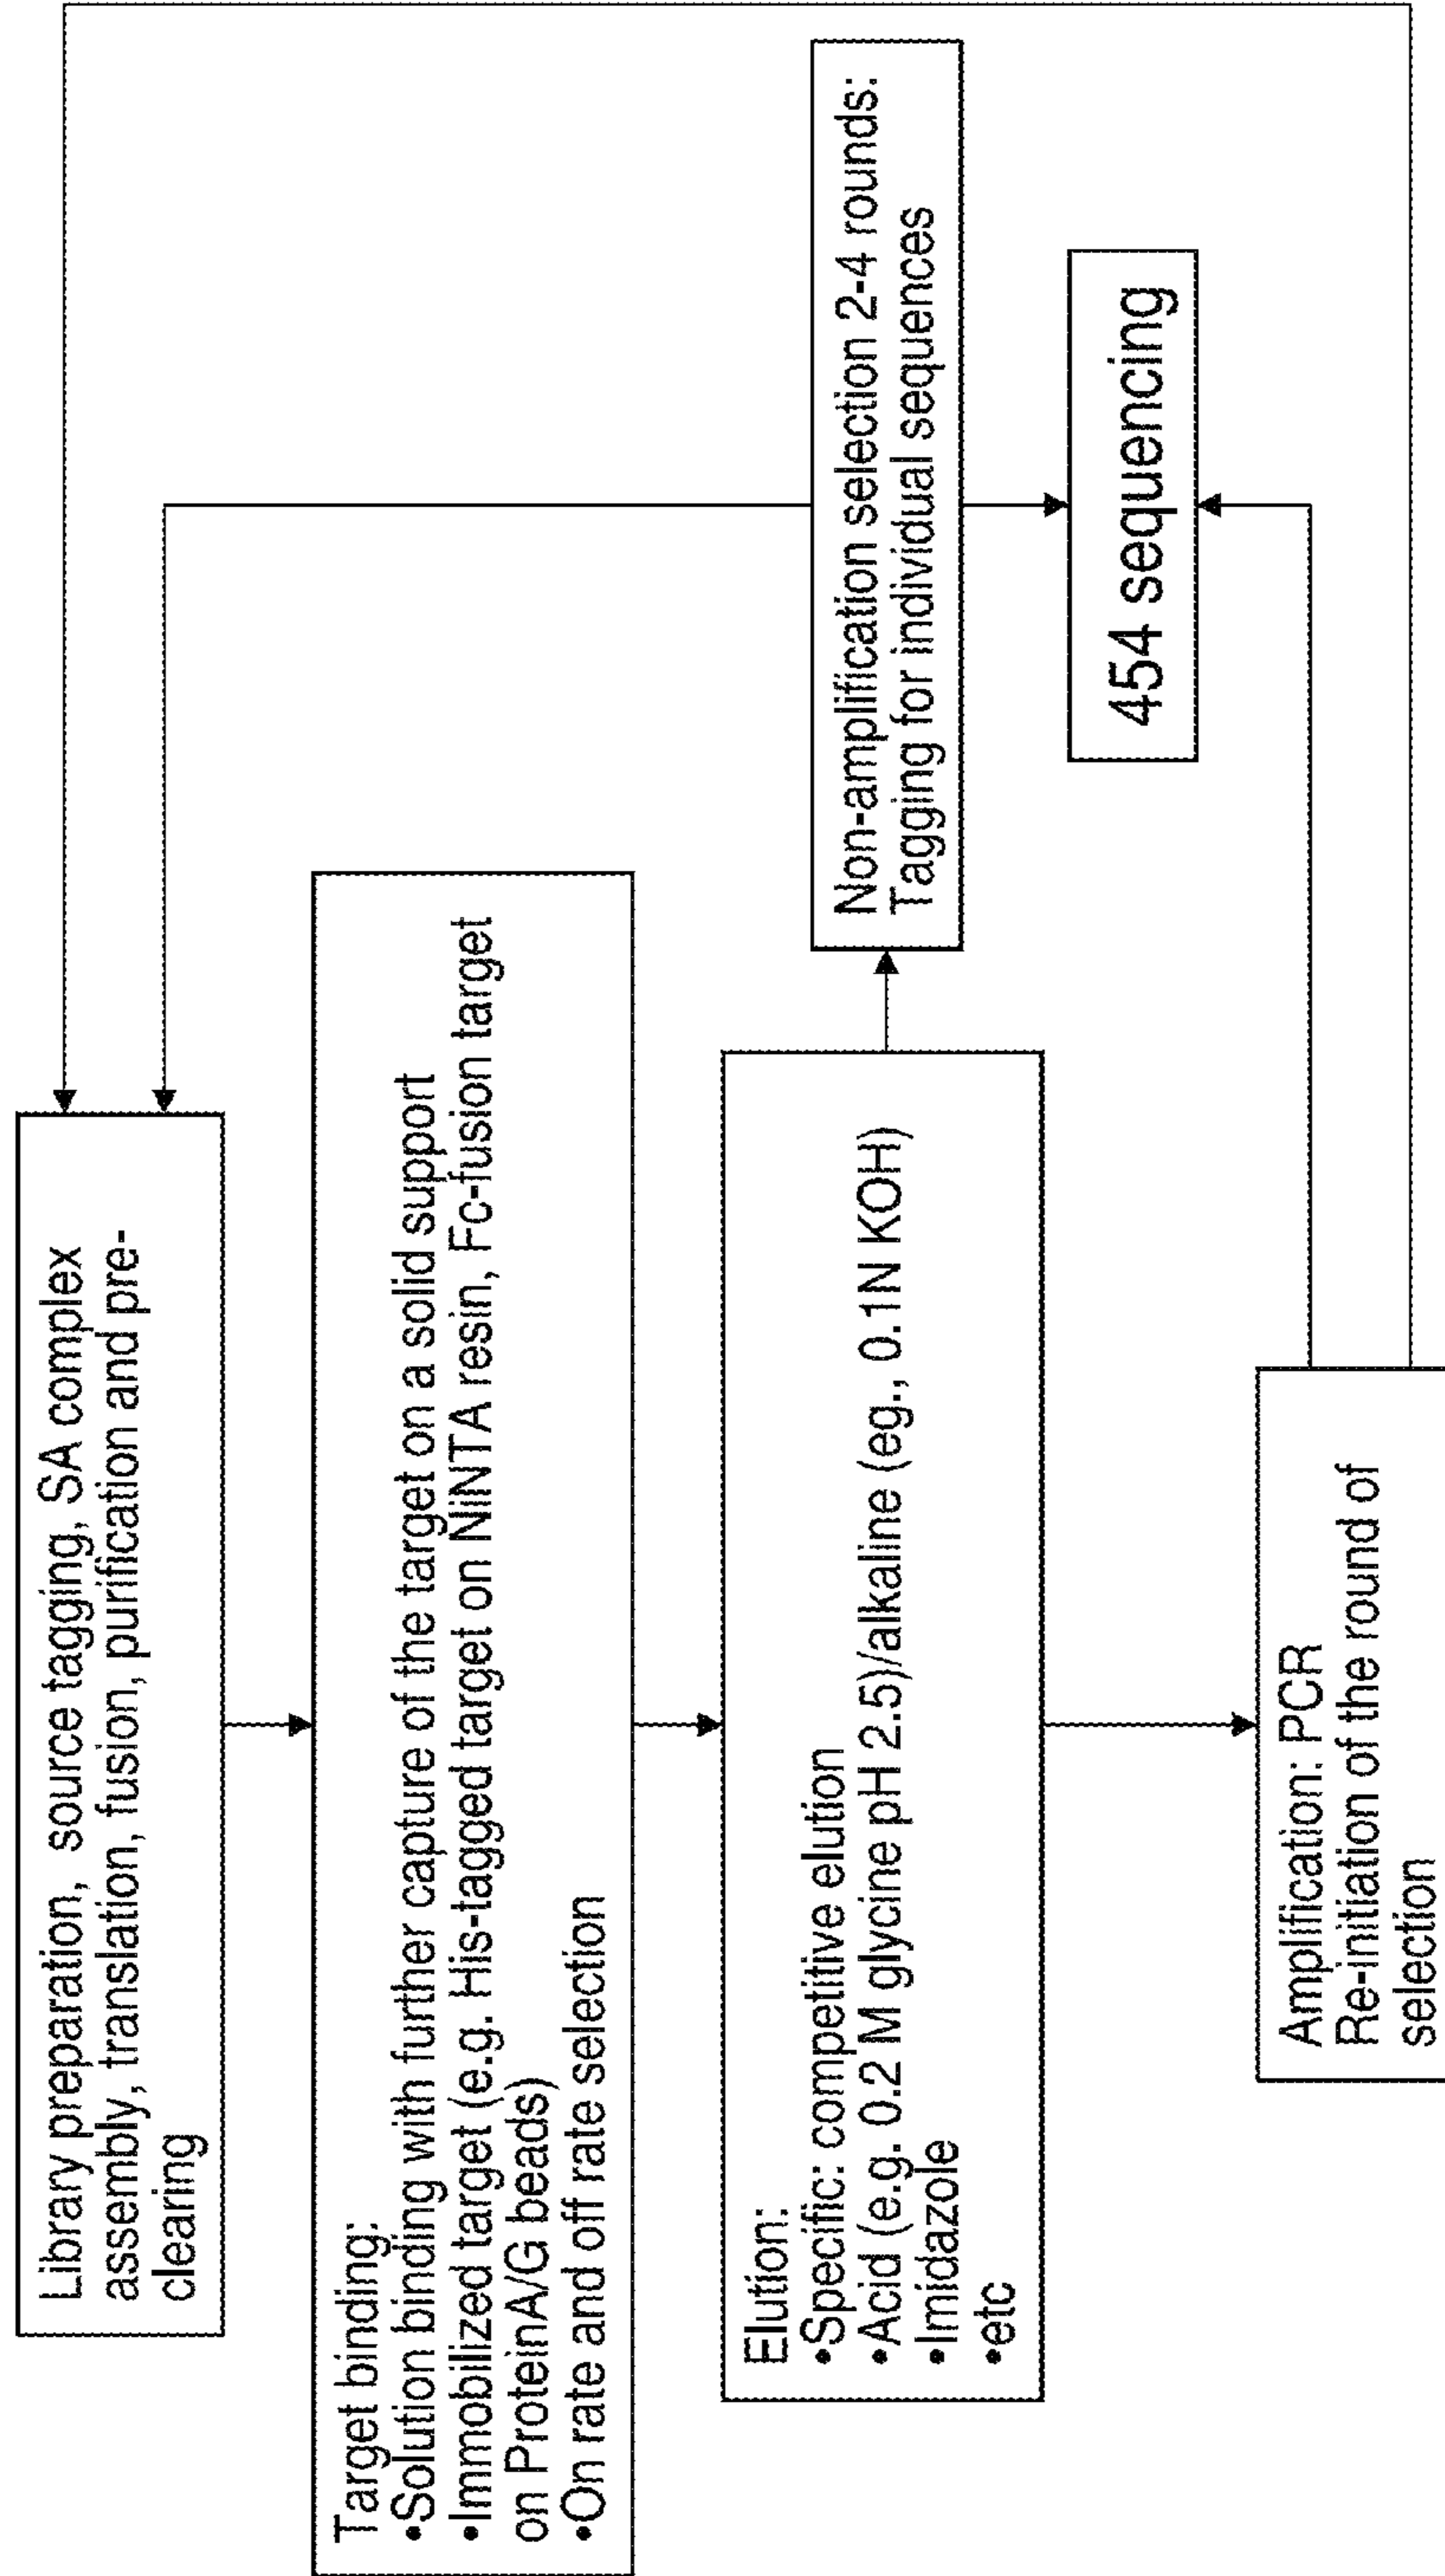 Library preparation, source tagging, SA complex
assembly, translation, fusion, purification and pre-
clearing
Target binding:
•Solution binding with further capture of the target on a solid support
•Immobilized target (e.g. His-tagged target on NiNTA resin, Fc-fusion target
on ProteinA/G beads)
•On rate and off rate selection
Elution:
•Specific: competitive elution
•Acid (e.g. 0.2 M glycine pH 2.5)/alkaline (eg., 0.1N KOH)
•Imidazole
•etc
Non-amplification selection 2-4 rounds:
Tagging for individual sequences
454 sequencing
Amplification: PCR
Re-initiation of the round of
selection